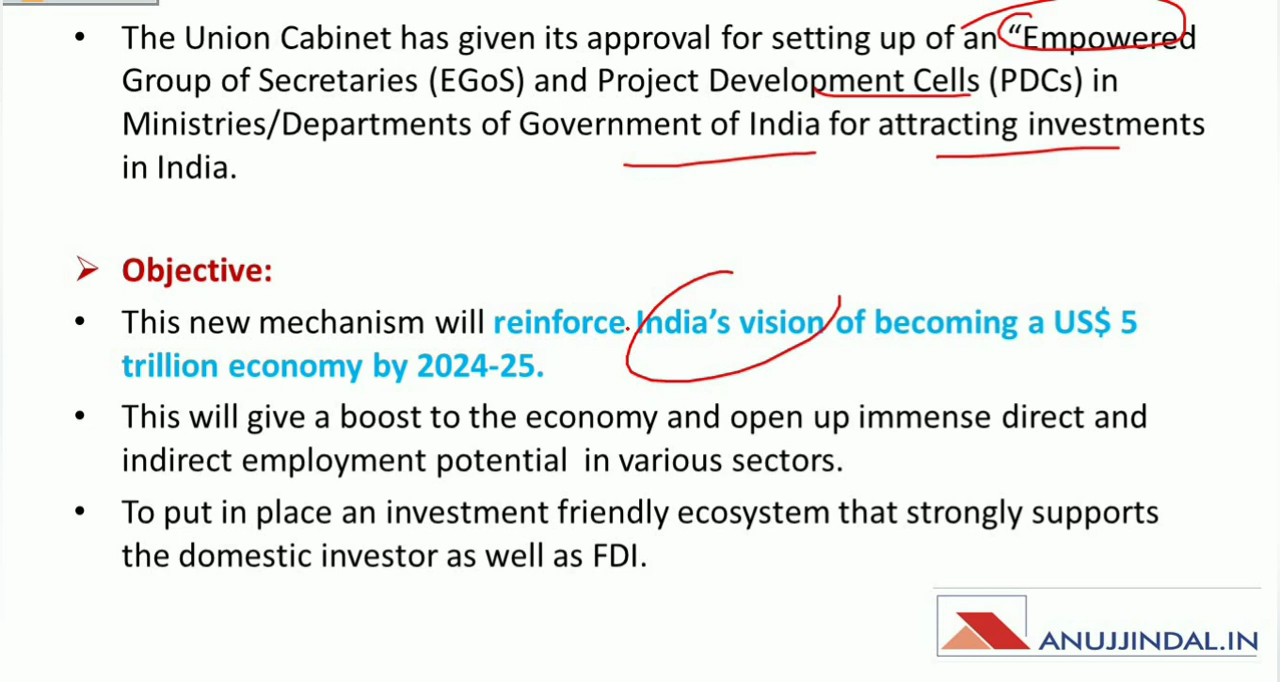 • The Union Cabinet has given its approval for setting up of an “Empowered
Group of Secretaries (EGoS) and Project Development Cells (PDCs) in
Ministries/Departments of Government of India for attracting investments
in India.
➢ Objective:
• This new mechanism will reinforce India’s vision of becoming a US$ 5
trillion economy by 2024-25.
• This will give a boost to the economy and open up immense direct and
indirect employment potential in various sectors.
• To put in place an investment friendly ecosystem that strongly supports
the domestic investor as well as FDI.
ANUJJINDAL.IN